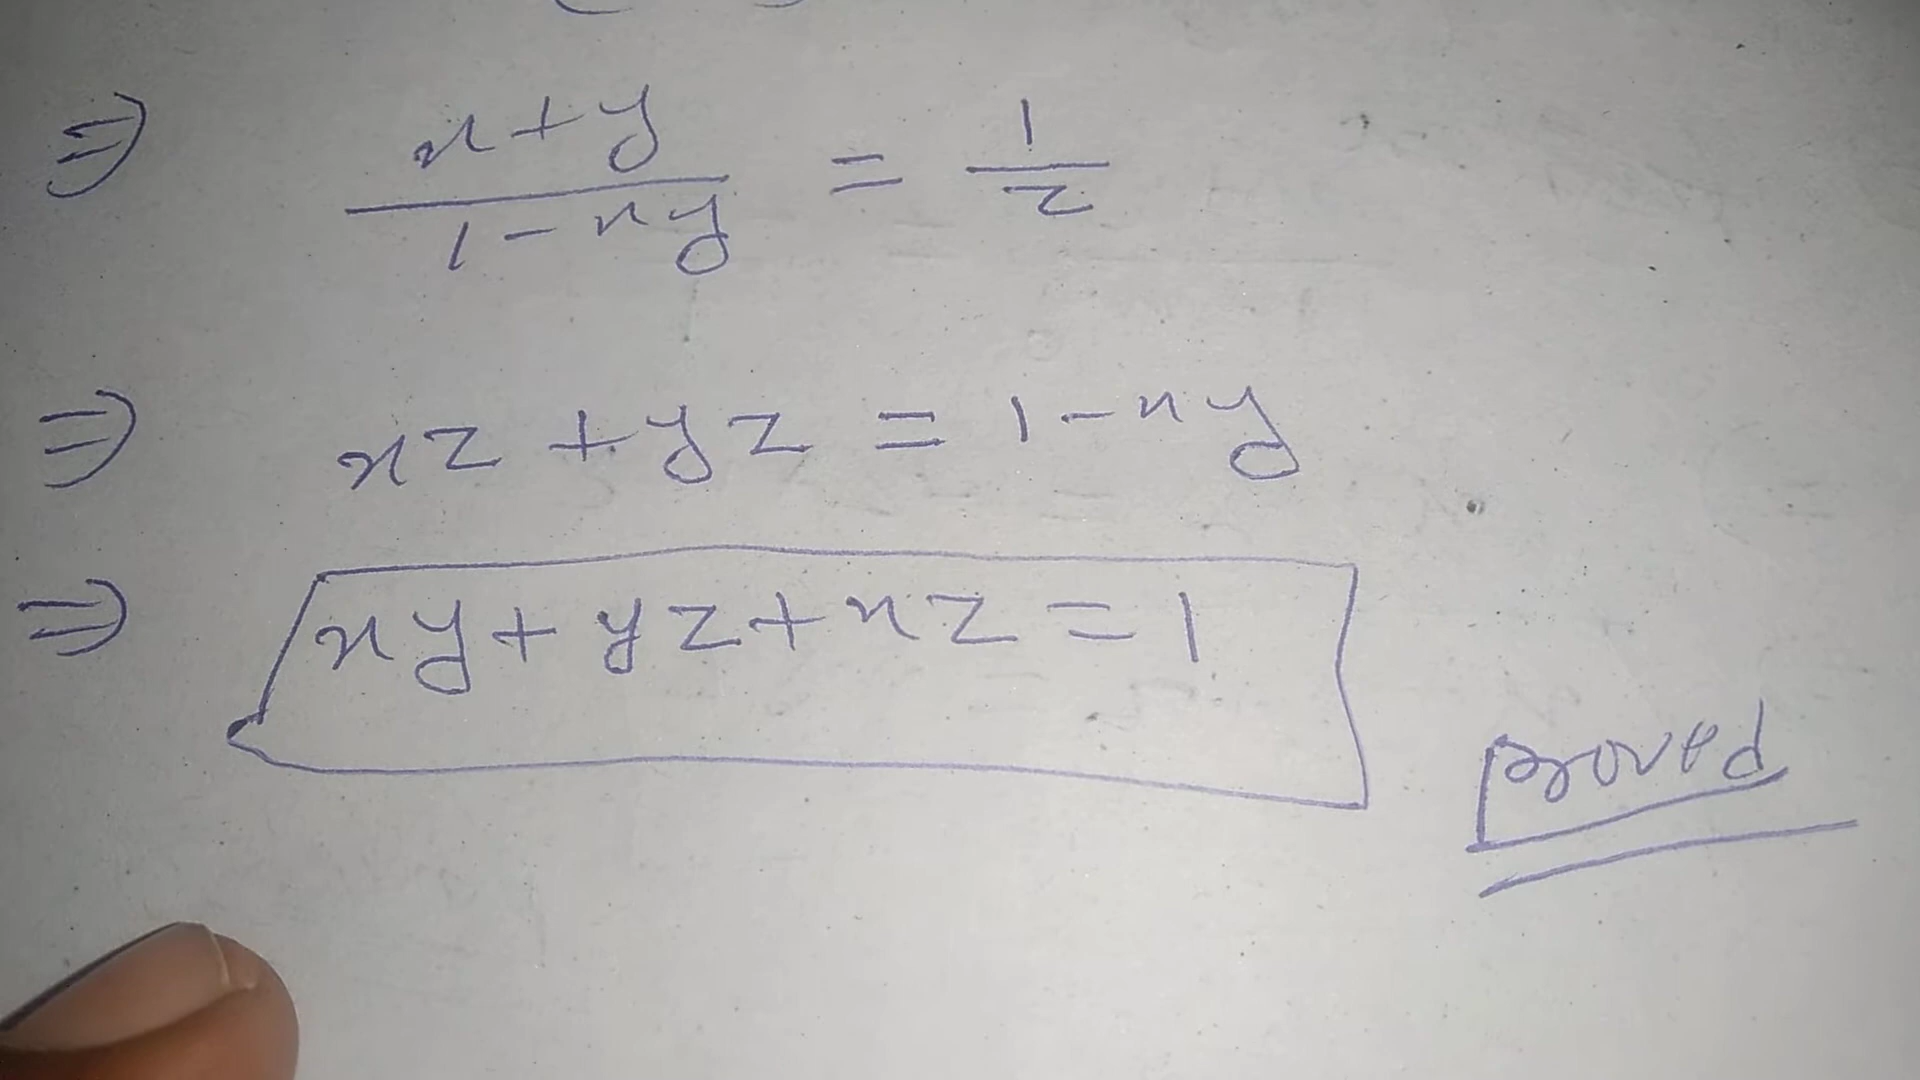 ⇒ x+y/1-xy = 1/z
⇒ xz + yz = 1-xy
⇒ xy + yz + xz = 1
proved